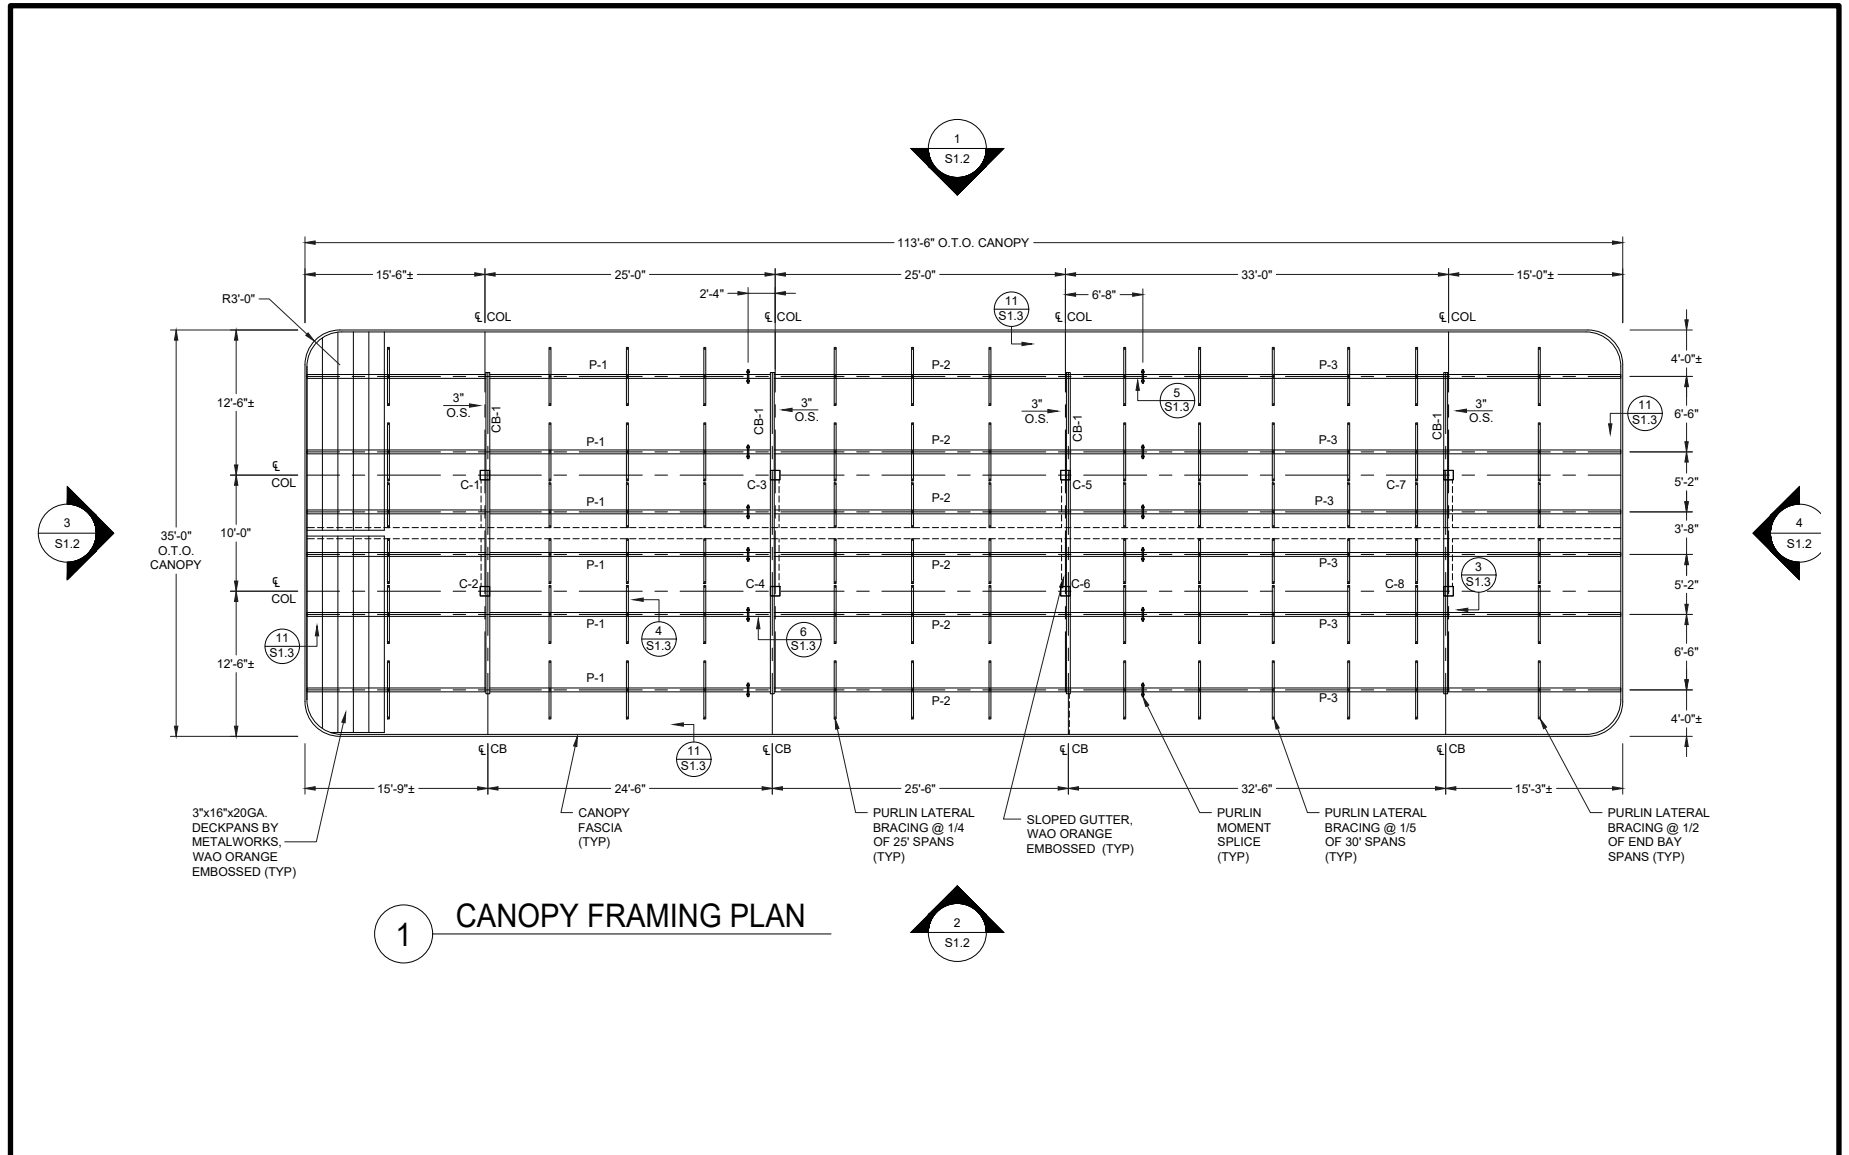 1
S1.2
113'-6" O.T.O. CANOPY
15'-6"±
25'-0"
25'-0"
33'-0"
15'-0"±
R3'-0"
2'-4"
6'-8"
11
S1.3
℄ COL
℄ COL
℄ COL
℄ COL
4'-0"±
P-1
P-2
P-3
12'-6"±
3"
O.S.
CB-1
CB-1
3"
O.S.
3"
O.S.
CB-1
5
S1.3
CB-1
3"
O.S.
11
S1.3
6'-6"
P-1
P-2
P-3
℄
COL
C-1
C-3
C-5
C-7
5'-2"
P-1
P-2
P-3
3
S1.2
35'-0"
O.T.O.
CANOPY
10'-0"
3'-8"
4
S1.2
P-1
P-2
P-3
℄
COL
C-2
C-4
C-6
C-8
3
S1.3
5'-2"
P-1
P-2
P-3
11
S1.3
4
S1.3
6
S1.3
12'-6"±
6'-6"
P-1
P-2
P-3
4'-0"±
11
S1.3
℄ CB
℄ CB
℄ CB
℄ CB
15'-9"±
24'-6"
25'-6"
32'-6"
15'-3"±
3"x16"x20GA.
DECKPANS BY
METALWORKS,
WAO ORANGE
EMBOSSED (TYP)
CANOPY
FASCIA
(TYP)
PURLIN LATERAL
BRACING @ 1/4
OF 25' SPANS
(TYP)
SLOPED GUTTER,
WAO ORANGE
EMBOSSED (TYP)
PURLIN
MOMENT
SPLICE
(TYP)
PURLIN LATERAL
BRACING @ 1/5
OF 30' SPANS
(TYP)
PURLIN LATERAL
BRACING @ 1/2
OF END BAY
SPANS (TYP)
1
CANOPY FRAMING PLAN
2
S1.2